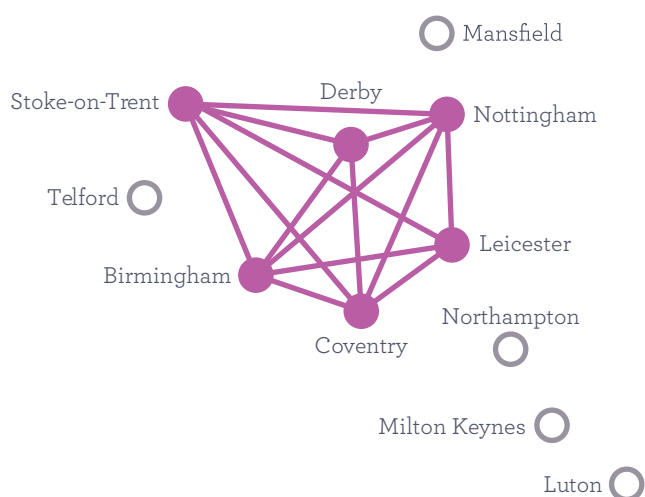 Mansfield
Derby
Stoke-on-Trent
Nottingham
Telford
Leicester
Birmingham
Northampton
Coventry
Milton Keynes
Luton